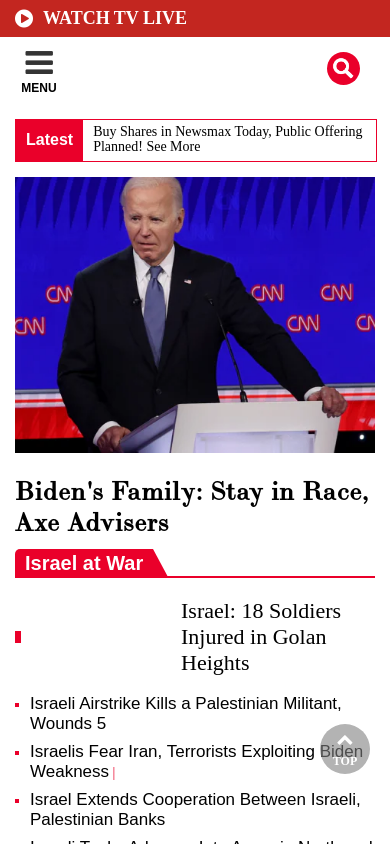 WATCH TV LIVE
MENU
Latest
Buy Shares in Newsmax Today, Public Offering
Planned! See More
CNN
CNN
CNN
CNN
CNN
Biden's Family: Stay in Race,
Axe Advisers
Israel at War
Israel: 18 Soldiers
Injured in Golan
Heights
Israeli Airstrike Kills a Palestinian Militant,
Wounds 5
Israelis Fear Iran, Terrorists Exploiting Biden
Weakness |
TOP
Israel Extends Cooperation Between Israeli,
Palestinian Banks